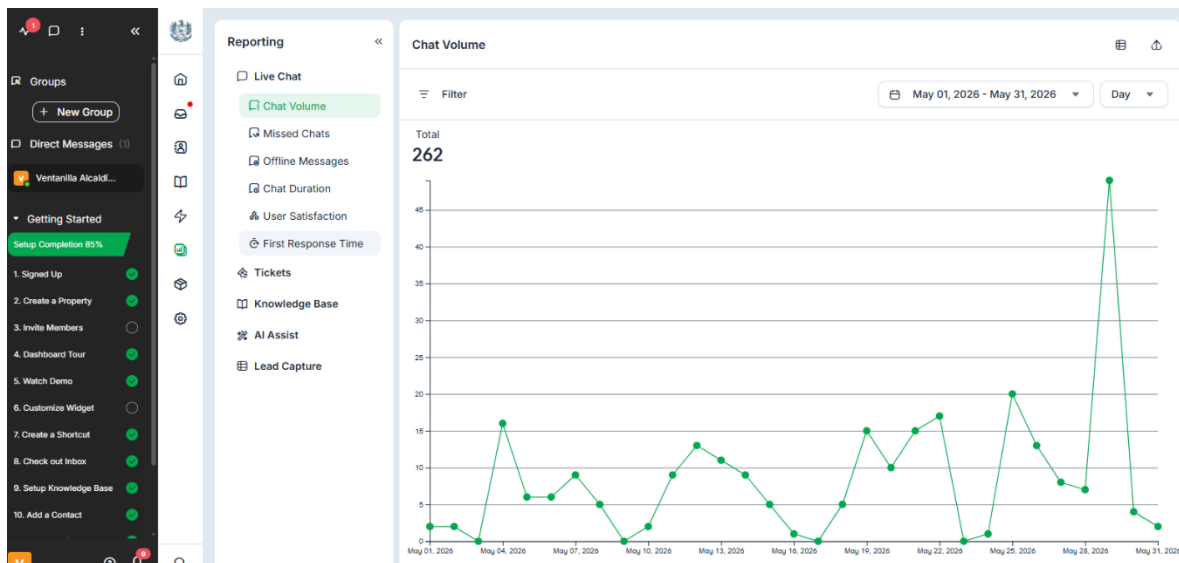 1
Groups
+ New Group
Direct Messages (1)
V
Ventanilla Alcaldí...
Getting Started
Setup Completion 85%
1. Signed Up
2. Create a Property
3. Invite Members
4. Dashboard Tour
5. Watch Demo
6. Customize Widget
7. Create a Shortcut
8. Check out Inbox
9. Setup Knowledge Base
10. Add a Contact
9
Reporting
Live Chat
Chat Volume
Missed Chats
Offline Messages
Chat Duration
User Satisfaction
First Response Time
Tickets
Knowledge Base
AI Assist
Lead Capture
Chat Volume
Filter
May 01, 2026 - May 31, 2026
Day
Total
262
45
40
35
30
25
20
15
10
5
0
May 01, 2026 May 04, 2026 May 07, 2026 May 10, 2026 May 13, 2026 May 16, 2026 May 19, 2026 May 22, 2026 May 25, 2026 May 28, 2026 May 31, 2026